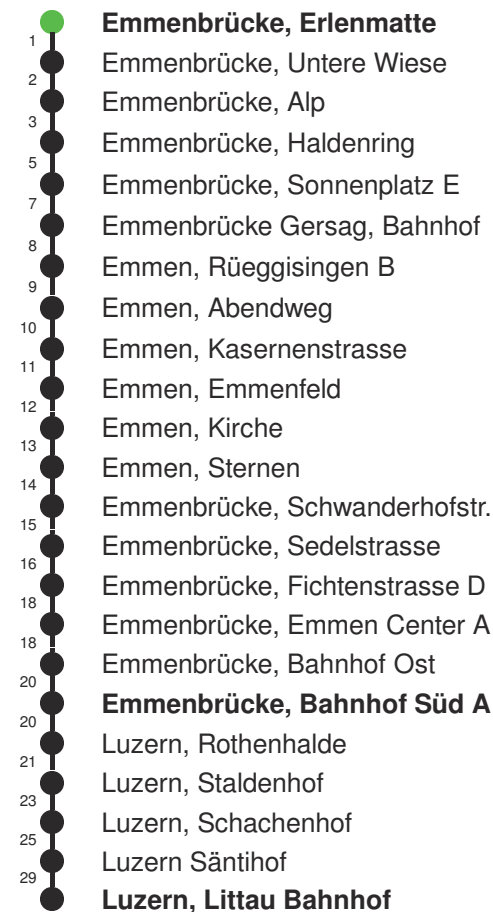 Emmenbrücke, Erlenmatte
1
Emmenbrücke, Untere Wiese
2
Emmenbrücke, Alp
3
Emmenbrücke, Haldenring
5
Emmenbrücke, Sonnenplatz E
7
Emmenbrücke Gersag, Bahnhof
8
Emmen, Rüeggisingen B
9
Emmen, Abendweg
10
Emmen, Kasernenstrasse
11
Emmen, Emmenfeld
12
Emmen, Kirche
13
Emmen, Sternen
14
Emmenbrücke, Schwanderhofstr.
15
Emmenbrücke, Sedelstrasse
16
Emmenbrücke, Fichtenstrasse D
18
Emmenbrücke, Emmen Center A
18
Emmenbrücke, Bahnhof Ost
20
Emmenbrücke, Bahnhof Süd A
20
Luzern, Rothenhalde
21
Luzern, Staldenhof
23
Luzern, Schachenhof
25
Luzern Säntihof
29
Luzern, Littau Bahnhof